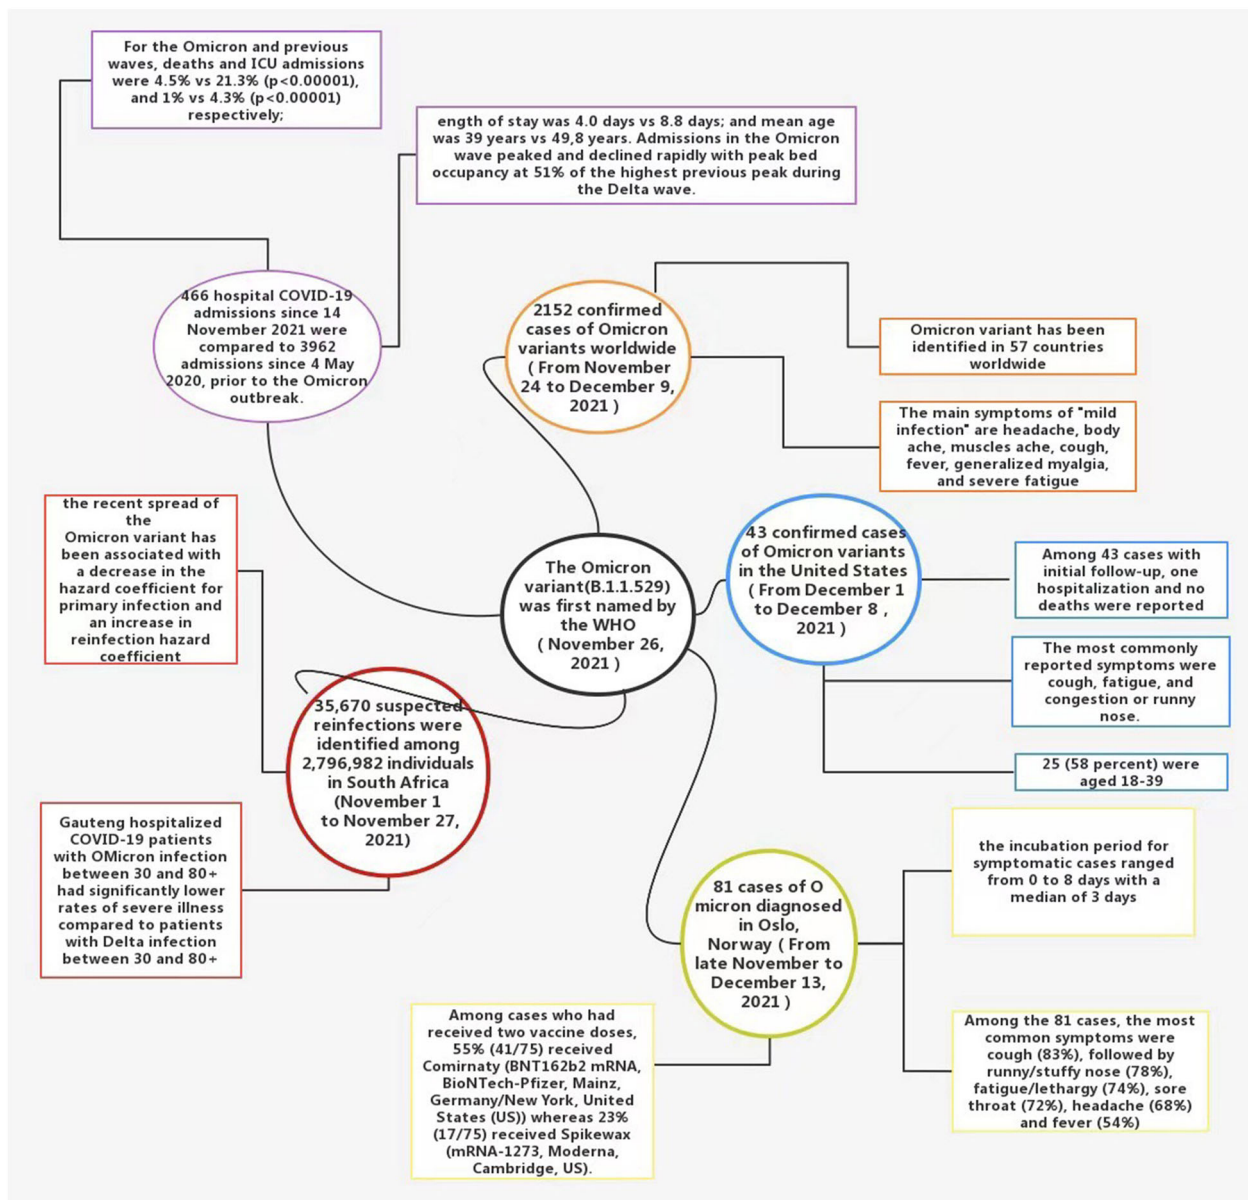 For the Omicron and previous
waves, deaths and ICU admissions
were 4.5% vs 21.3% (p<0.00001),
and 1% vs 4.3% (p<0.00001)
respectively;
ength of stay was 4.0 days vs 8.8 days; and mean age
was 39 years vs 49,8 years. Admissions in the Omicron
wave peaked and declined rapidly with peak bed
occupancy at 51% of the highest previous peak during
the Delta wave.
466 hospital COVID-19
admissions since 14
November 2021 were
compared to 3962
admissions since 4 May
2020, prior to the Omicron
outbreak.
2152 confirmed
cases of Omicron
variants worldwide
( From November
24 to December 9,
2021 )
Omicron variant has been
identified in 57 countries
worldwide
The main symptoms of "mild
infection" are headache, body
ache, muscles ache, cough,
fever, generalized myalgia,
and severe fatigue
the recent spread of
the
Omicron variant has
been associated with
a decrease in the
hazard coefficient for
primary infection and
an increase in
reinfection hazard
coefficient
The Omicron
variant(B.1.1.529)
was first named by
the WHO
( November 26,
2021 )
43 confirmed cases
of Omicron variants
in the United States
( From December 1
to December 8 ,
2021 )
Among 43 cases with
initial follow-up, one
hospitalization and no
deaths were reported
The most commonly
reported symptoms were
cough, fatigue, and
congestion or runny
nose.
25 (58 percent) were
aged 18-39
35,670 suspected
reinfections were
identified among
2,796,982 individuals
in South Africa
(November 1
to November 27,
2021)
Gauteng hospitalized
COVID-19 patients
with OMicron infection
between 30 and 80+
had significantly lower
rates of severe illness
compared to patients
with Delta infection
between 30 and 80+
81 cases of O
micron diagnosed
in Oslo,
Norway ( From
late November to
December 13,
2021 )
the incubation period for
symptomatic cases ranged
from 0 to 8 days with a
median of 3 days
Among cases who had
received two vaccine doses,
55% (41/75) received
Comirnaty (BNT162b2 mRNA,
BioNTech-Pfizer, Mainz,
Germany/New York, United
States (US)) whereas 23%
(17/75) received Spikewax
(mRNA-1273, Moderna,
Cambridge, US).
Among the 81 cases, the most
common symptoms were
cough (83%), followed by
runny/stuffy nose (78%),
fatigue/lethargy (74%), sore
throat (72%), headache (68%)
and fever (54%)